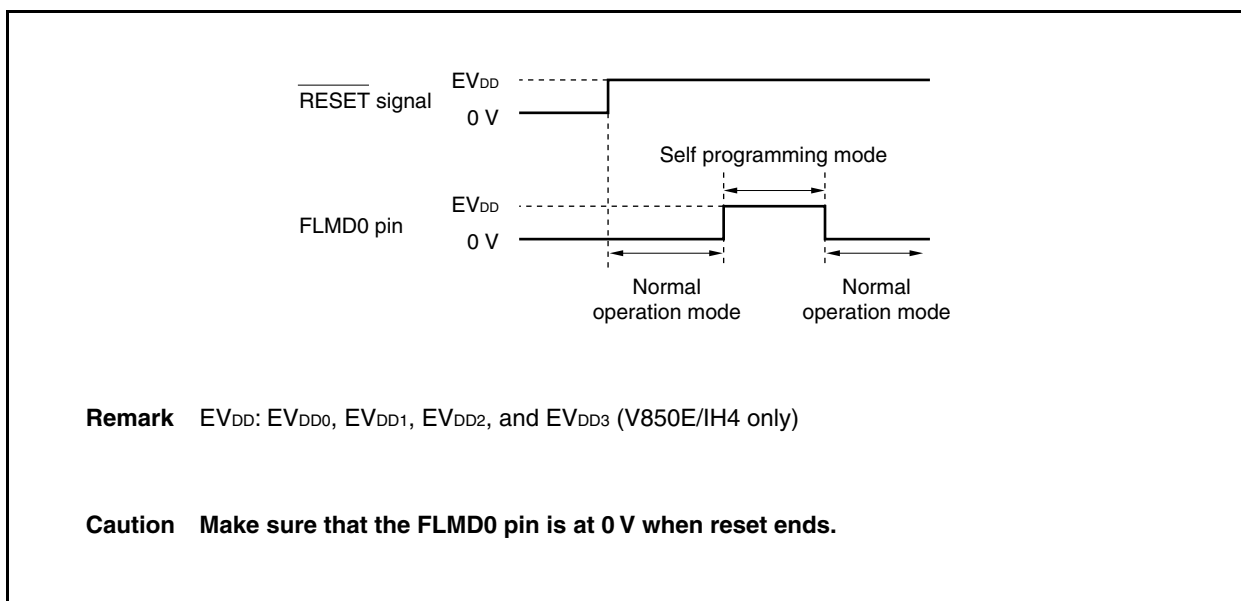 EVDD
RESET signal
0 V
Self programming mode
EVDD
FLMD0 pin
0 V
Normal
operation mode
Normal
operation mode
Remark EVDD: EVDD0, EVDD1, EVDD2, and EVDD3 (V850E/IH4 only)
Caution Make sure that the FLMD0 pin is at 0 V when reset ends.